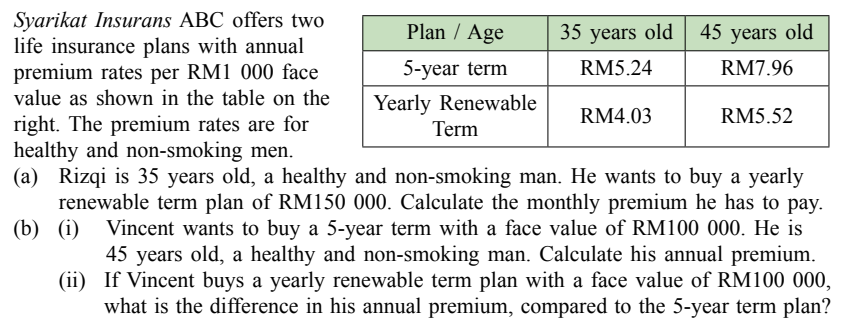 Syarikat Insurans ABC offers two
life insurance plans with annual
premium rates per RM1 000 face
value as shown in the table on the
right. The premium rates are for
healthy and non-smoking men.
Plan / Age 35 years old 45 years old
5-year term RM5.24 RM7.96
Yearly Renewable
Term RM4.03 RM5.52
(a) Rizqi is 35 years old, a healthy and non-smoking man. He wants to buy a yearly
renewable term plan of RM150 000. Calculate the monthly premium he has to pay.
(b) (i) Vincent wants to buy a 5-year term with a face value of RM100 000. He is
45 years old, a healthy and non-smoking man. Calculate his annual premium.
(ii) If Vincent buys a yearly renewable term plan with a face value of RM100 000,
what is the difference in his annual premium, compared to the 5-year term plan?